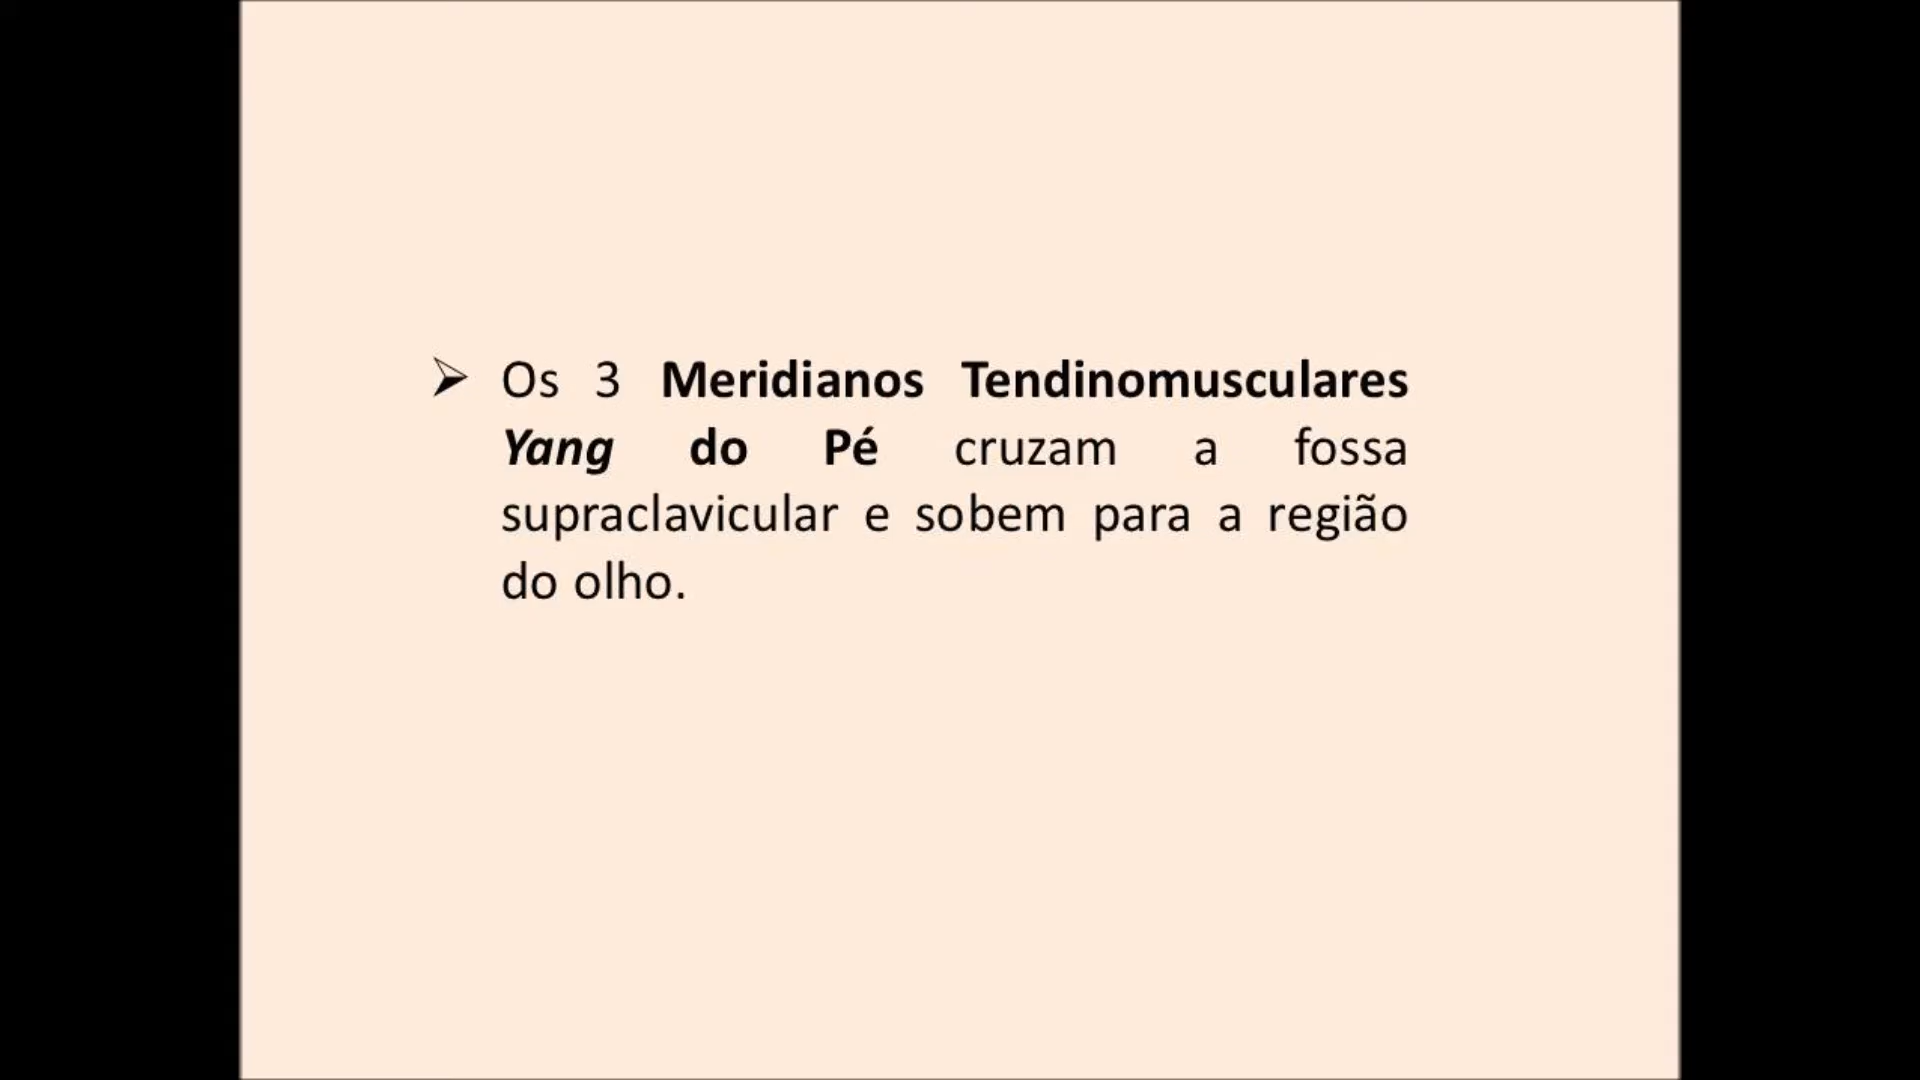 ➢ Os 3 Meridianos Tendinomusculares
Yang do Pé cruzam a fossa
supraclavicular e sobem para a região
do olho.